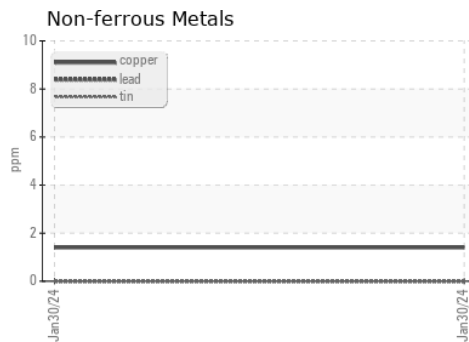 Non-ferrous Metals
10
8
6
4
2
0
ppm
copper
lead
tin
Jan30/24
Jan30/24